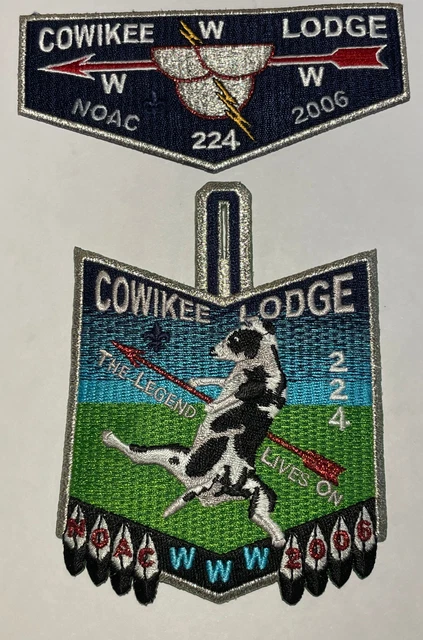 COWIKEE W LODGE
W W
NOAC 224 2006
COWIKEE LODGE
224
THE LEGEND
LIVES ON
NOAC WWW 2006